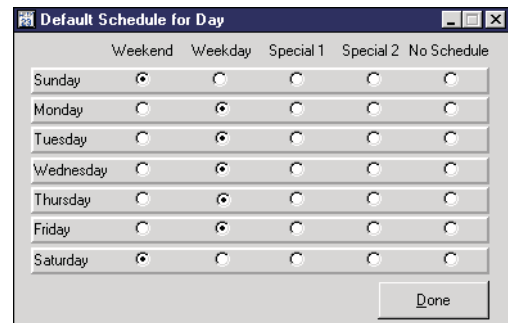 Default Schedule for Day
Weekend Weekday Special 1 Special 2 No Schedule
Sunday
Monday
Tuesday
Wednesday
Thursday
Friday
Saturday
Done